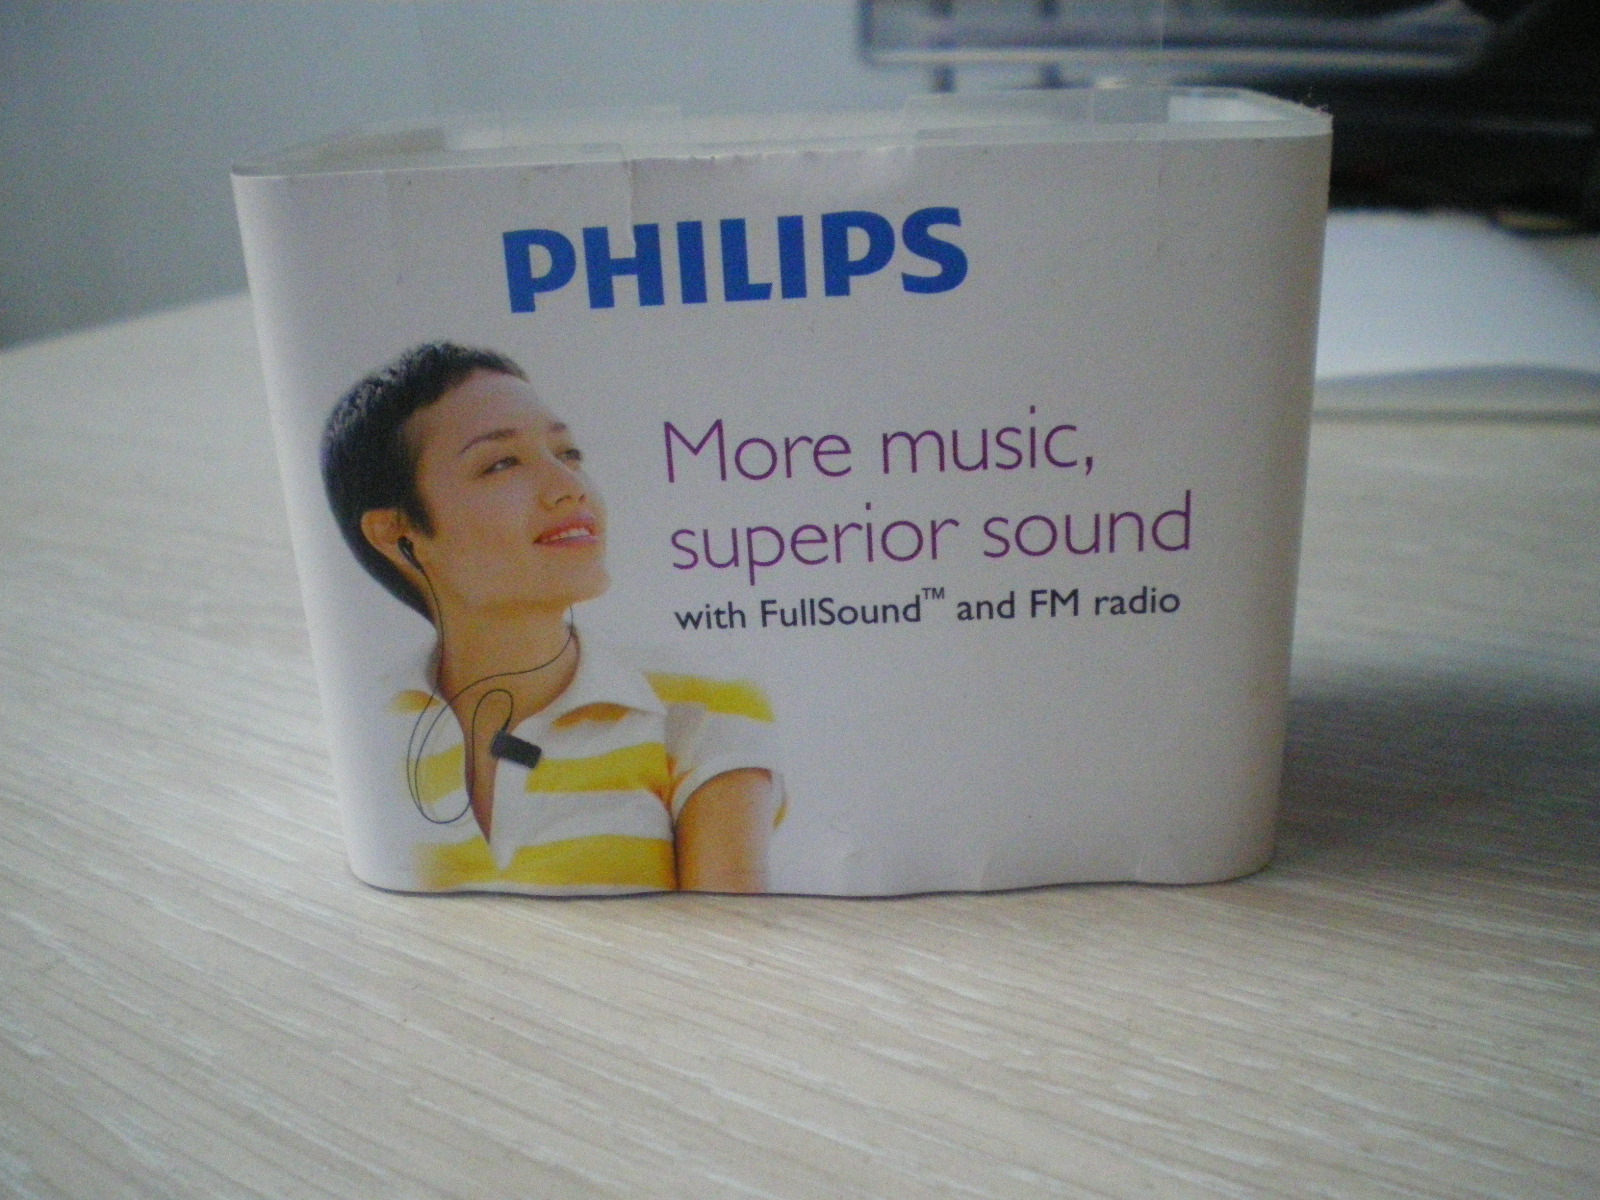 PHILIPS
More music,
superior sound
with FullSound™ and FM radio